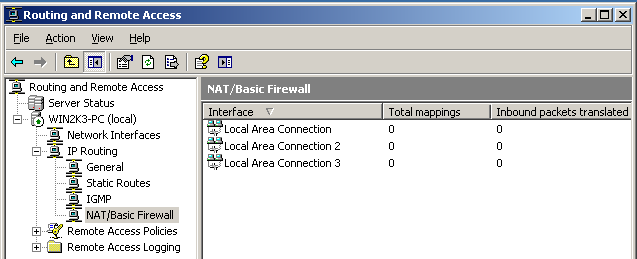 Routing and Remote Access
File Action View Help
Routing and Remote Access
Server Status
WIN2K3-PC (local)
Network Interfaces
IP Routing
General
Static Routes
IGMP
NAT/Basic Firewall
Remote Access Policies
Remote Access Logging
NAT/Basic Firewall
Interface Total mappings Inbound packets translated
Local Area Connection 0 0
Local Area Connection 2 0 0
Local Area Connection 3 0 0